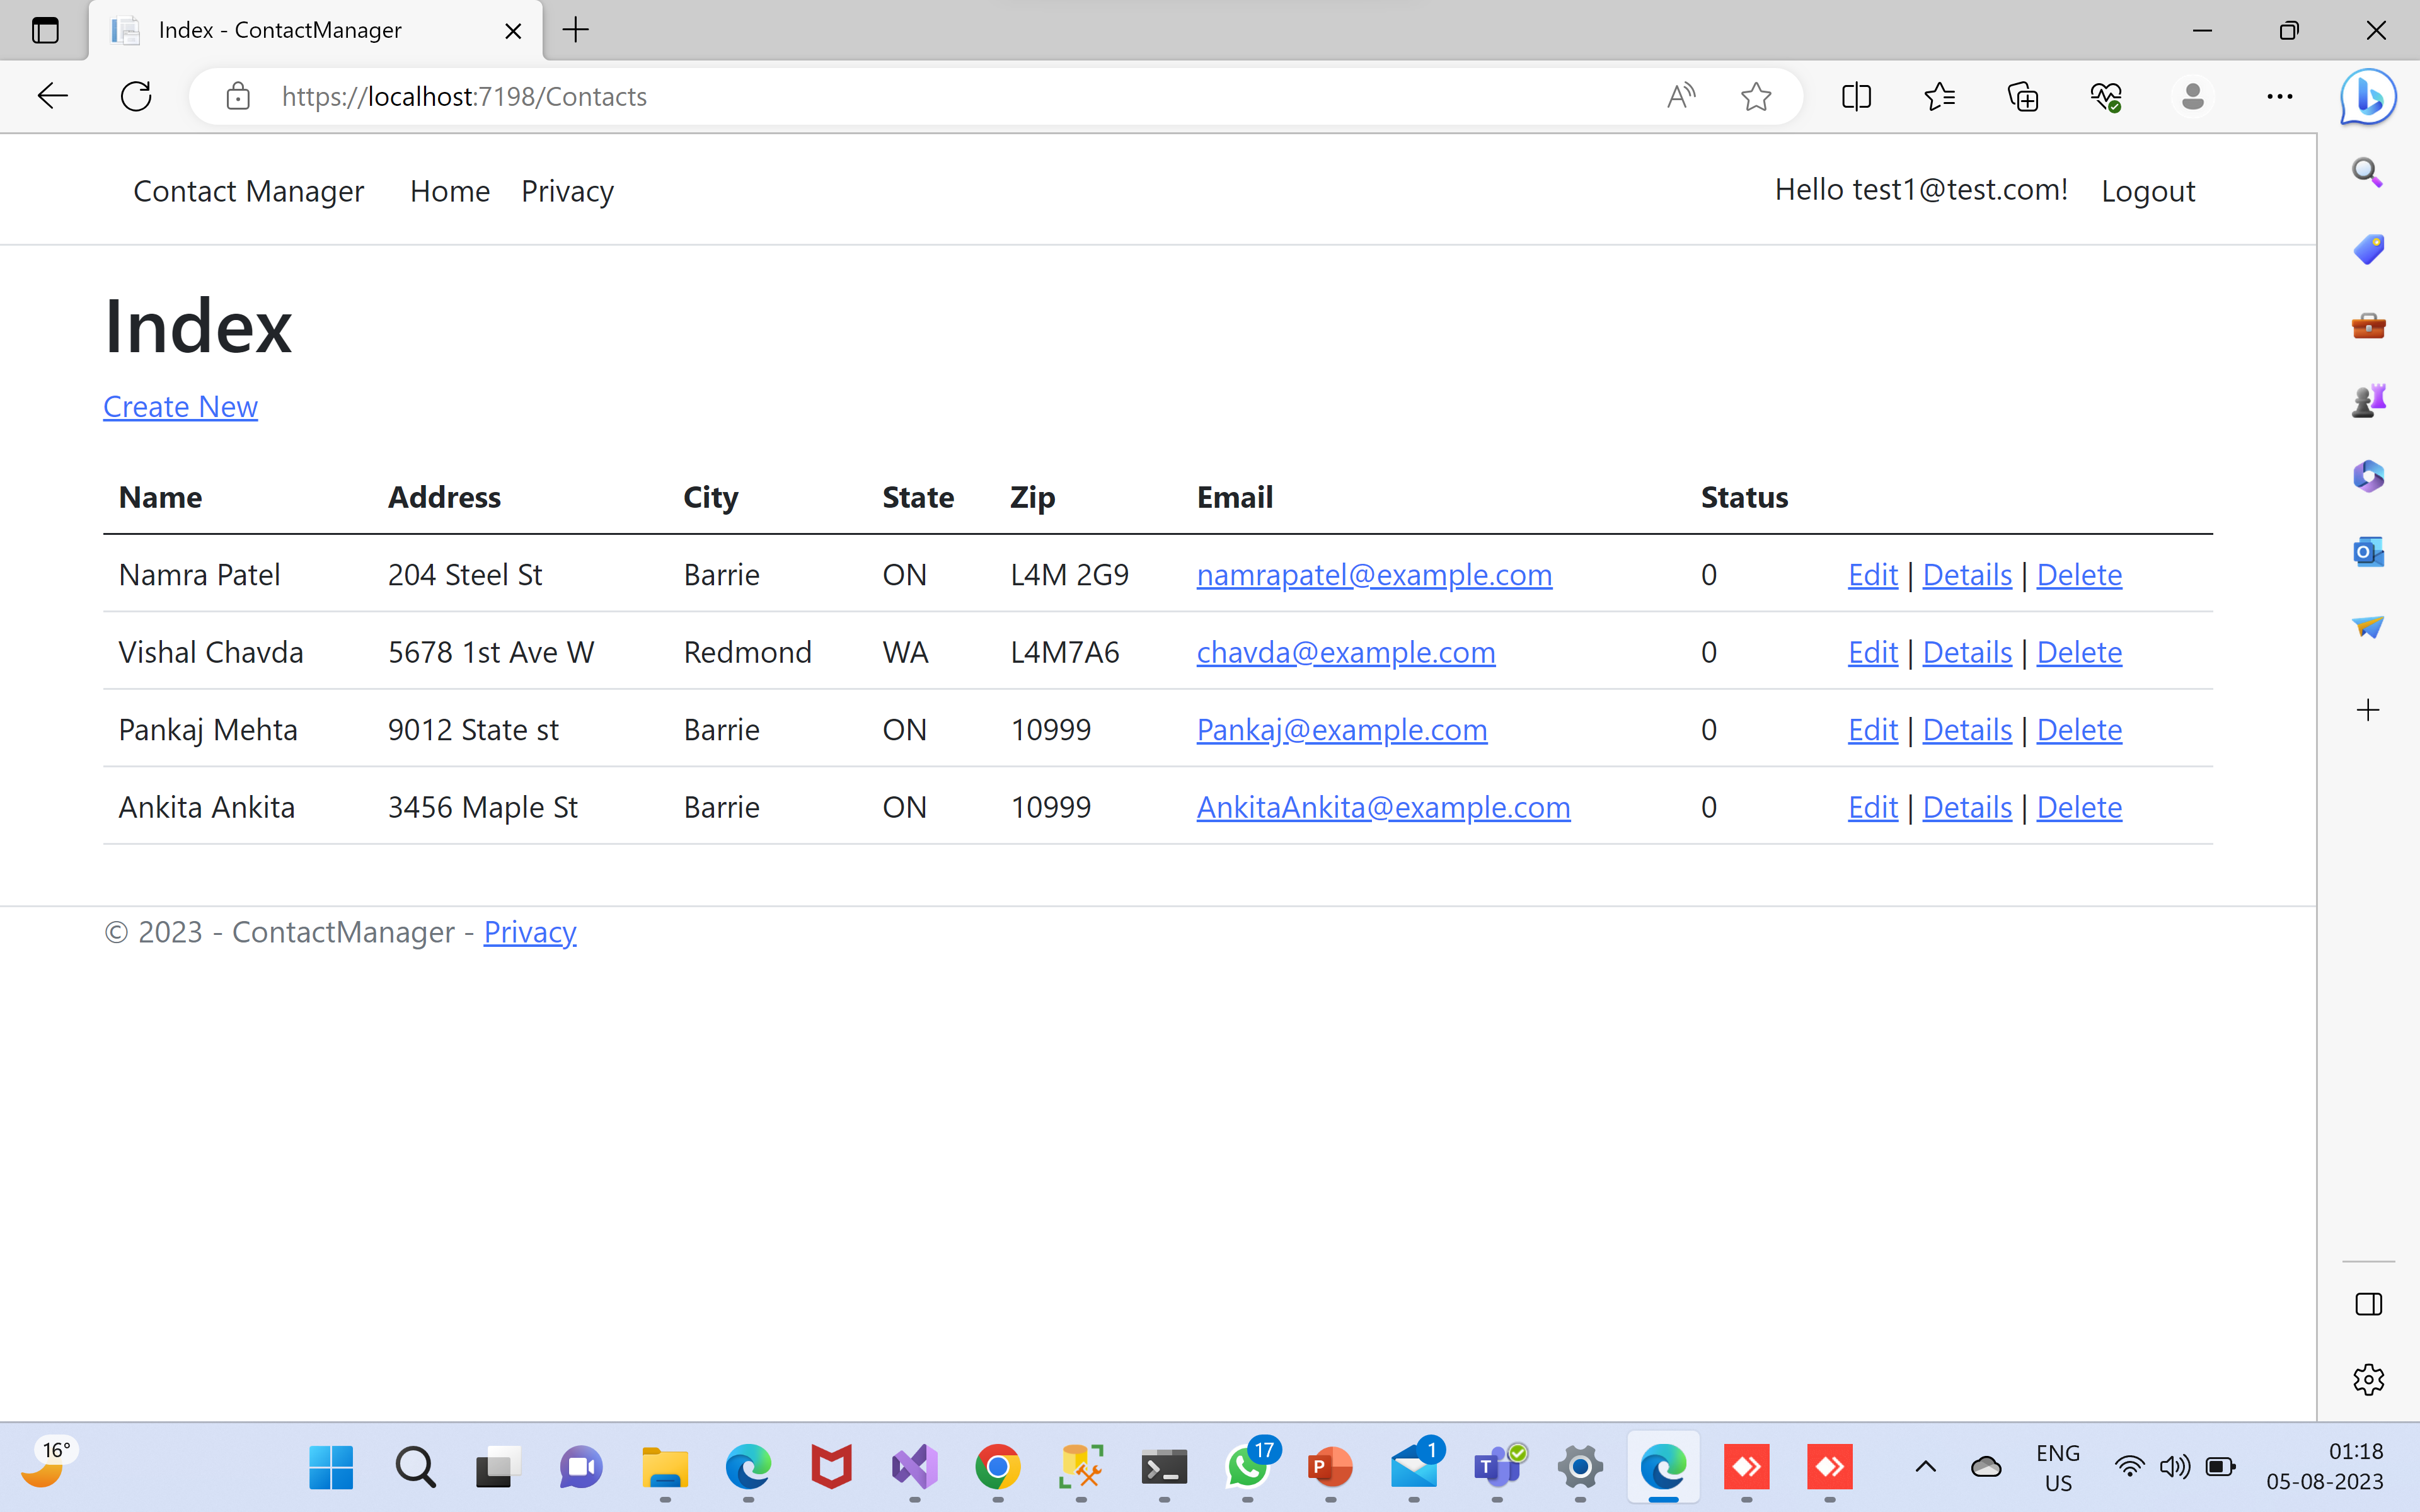 Index - ContactManager
https://localhost:7198/Contacts
Contact Manager Home Privacy Hello test1@test.com! Logout
Index
Create New
Name Address City State Zip Email Status
Namra Patel 204 Steel St Barrie ON L4M 2G9 namrapatel@example.com 0 Edit | Details | Delete
Vishal Chavda 5678 1st Ave W Redmond WA L4M7A6 chavda@example.com 0 Edit | Details | Delete
Pankaj Mehta 9012 State st Barrie ON 10999 Pankaj@example.com 0 Edit | Details | Delete
Ankita Ankita 3456 Maple St Barrie ON 10999 AnkitaAnkita@example.com 0 Edit | Details | Delete
© 2023 - ContactManager - Privacy
16° 17 1 ENG 01:18
US 05-08-2023